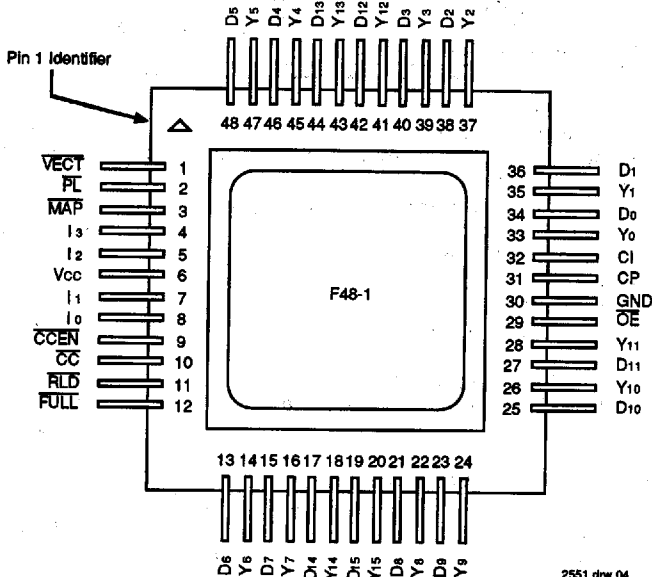 D5 Y5 D4 Y4 D13 Y13 D12 Y12 D3 Y3 D2 Y2
Pin 1 Identifier
48 47 46 45 44 43 42 41 40 39 38 37
VECT 1
PL 2
MAP 3
I3 4
I2 5
Vcc 6
I1 7
I0 8
CCEN 9
CC 10
RLD 11
FULL 12
F48-1
36 D1
35 Y1
34 D0
33 Y0
32 CI
31 CP
30 GND
29 OE
28 Y11
27 D11
26 Y10
25 D10
13 14 15 16 17 18 19 20 21 22 23 24
D6 Y6 D7 Y7 D14 Y14 D15 Y15 D8 Y8 D9 Y9
2551 drw 04